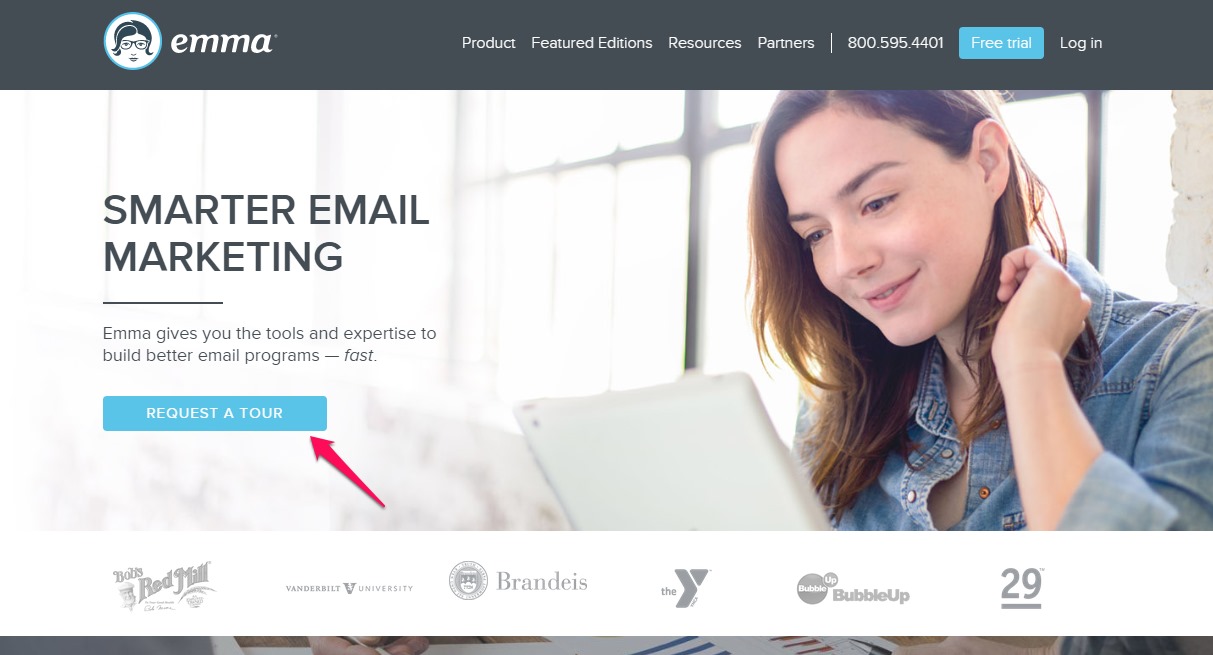 emma
Product Featured Editions Resources Partners 800.595.4401 Free trial Log in
SMARTER EMAIL
MARKETING
Emma gives you the tools and expertise to
build better email programs — fast.
REQUEST A TOUR
Bob's Red Mill
VANDERBILT V UNIVERSITY
Brandeis
the Y
Bubble Up BubbleUp
29